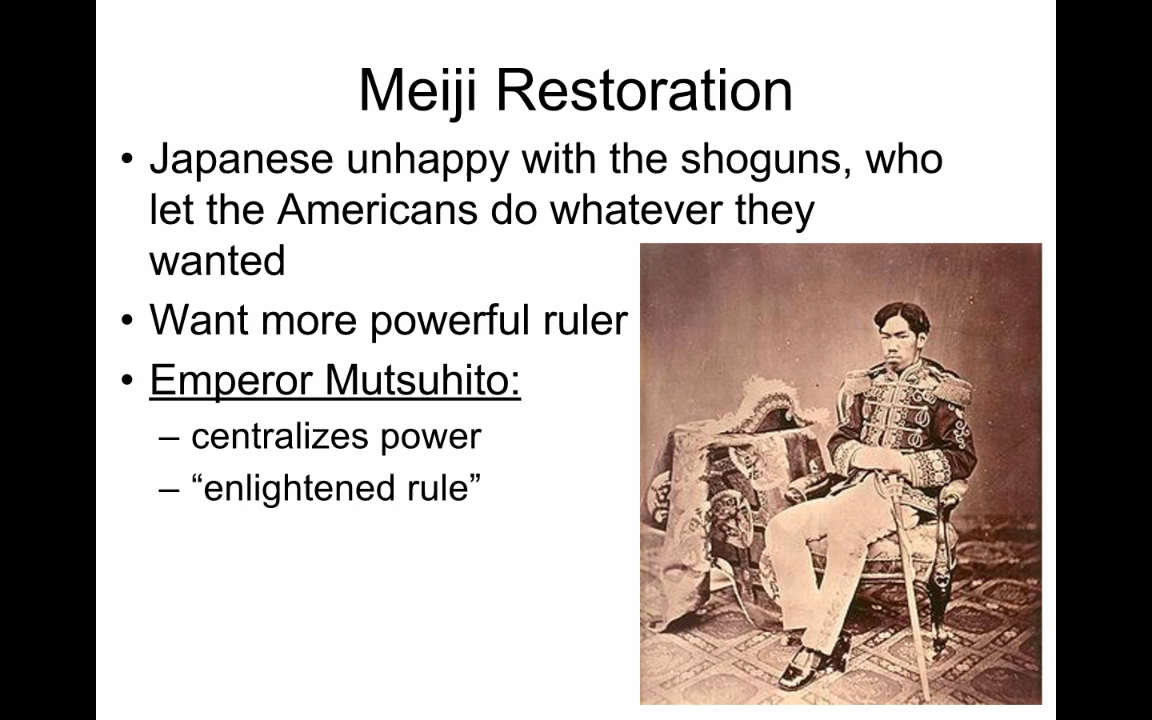 Meiji Restoration
• Japanese unhappy with the shoguns, who
let the Americans do whatever they
wanted
• Want more powerful ruler
• Emperor Mutsuhito:
– centralizes power
– “enlightened rule”